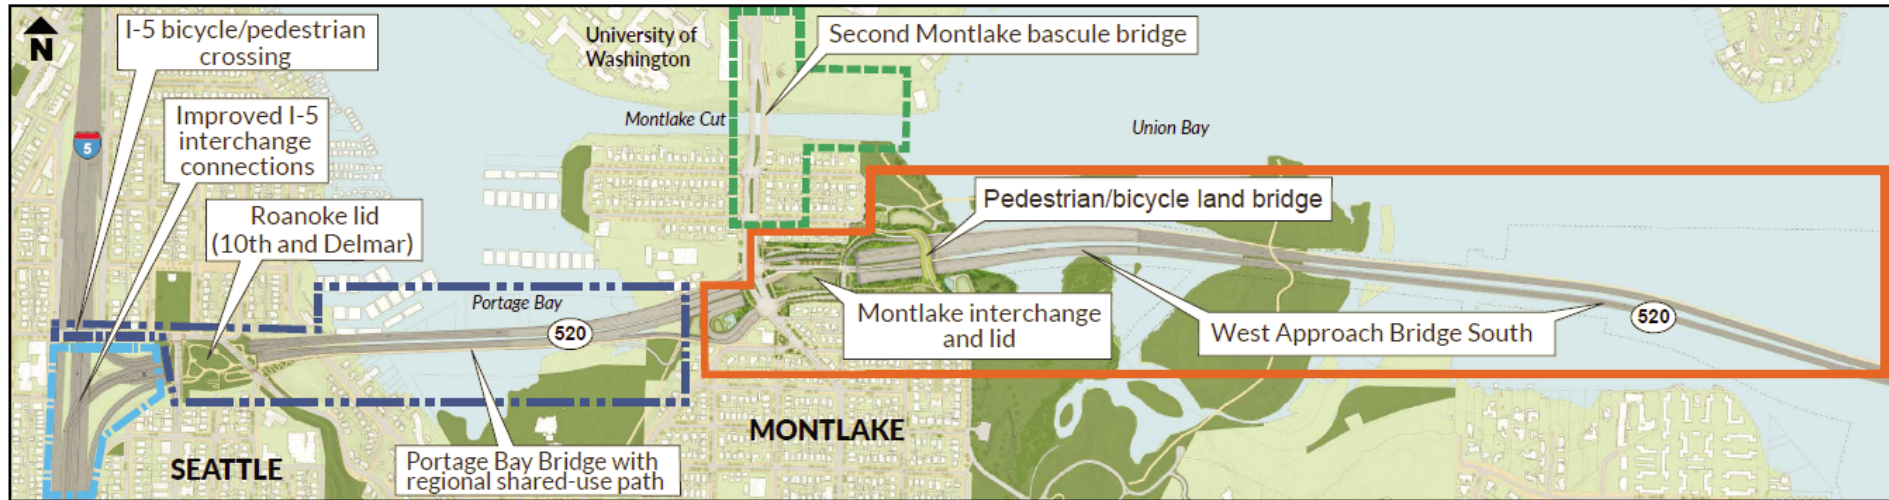 N
I-5 bicycle/pedestrian
crossing
5
Improved I-5
interchange
connections
Roanoke lid
(10th and Delmar)
University of
Washington
Second Montlake bascule bridge
Montlake Cut
Union Bay
Pedestrian/bicycle land bridge
Portage Bay
520
Montlake interchange
and lid
West Approach Bridge South
520
Portage Bay Bridge with
regional shared-use path
MONTLAKE
SEATTLE